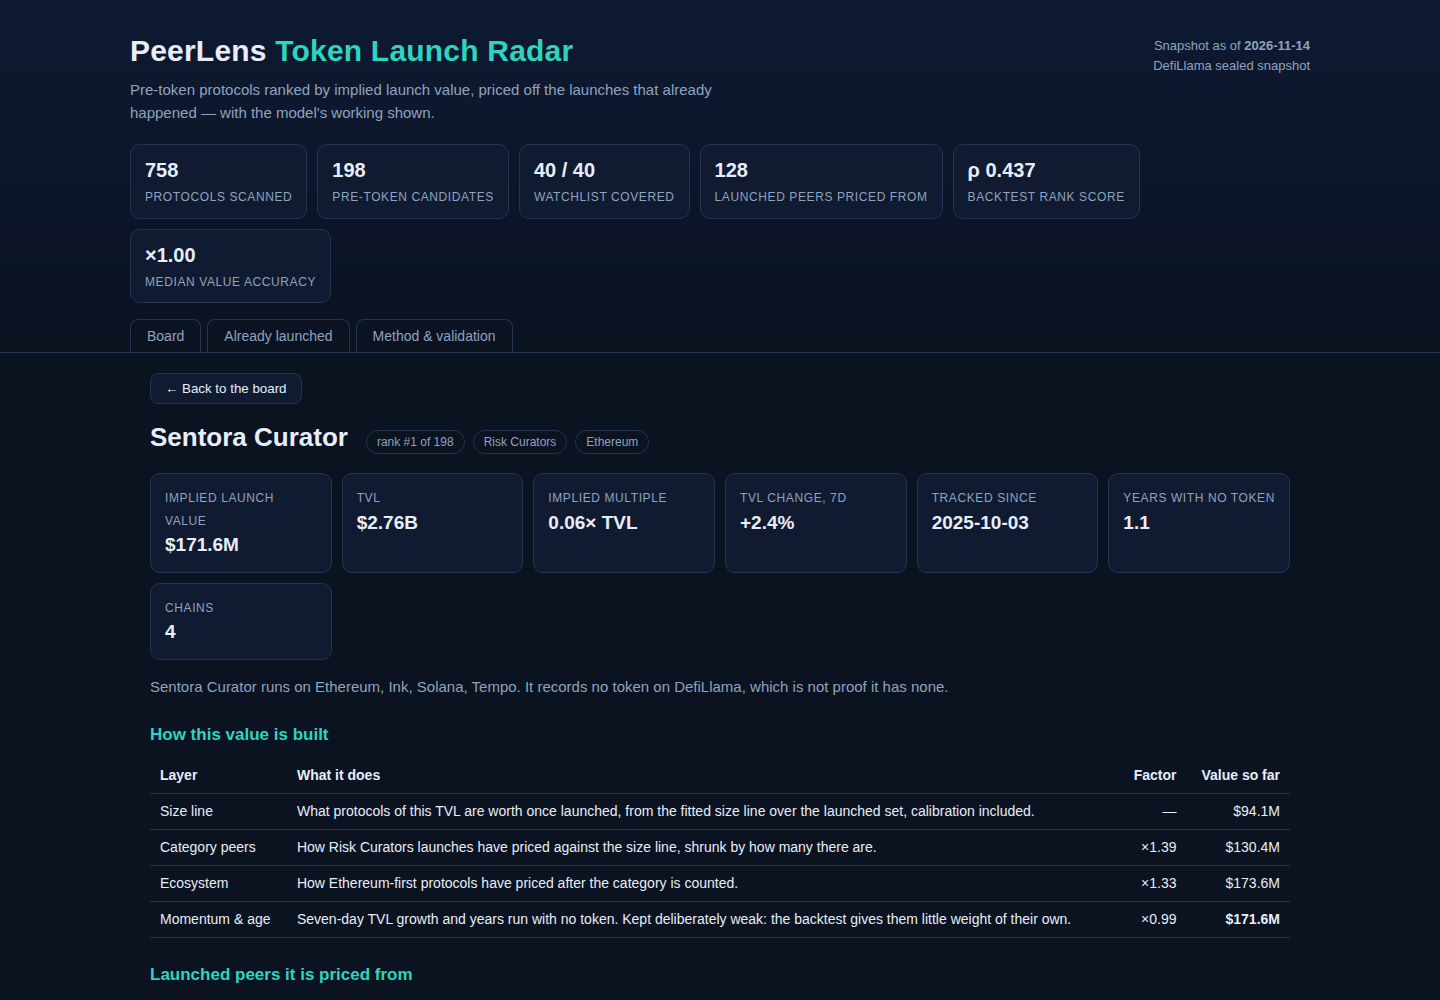 PeerLens Token Launch Radar
Snapshot as of 2026-11-14
DefiLlama sealed snapshot
Pre-token protocols ranked by implied launch value, priced off the launches that already
happened — with the model's working shown.
758
PROTOCOLS SCANNED
198
PRE-TOKEN CANDIDATES
40 / 40
WATCHLIST COVERED
128
LAUNCHED PEERS PRICED FROM
ρ 0.437
BACKTEST RANK SCORE
×1.00
MEDIAN VALUE ACCURACY
Board
Already launched
Method & validation
← Back to the board
Sentora Curator
rank #1 of 198
Risk Curators
Ethereum
IMPLIED LAUNCH
VALUE
$171.6M
TVL
$2.76B
IMPLIED MULTIPLE
0.06× TVL
TVL CHANGE, 7D
+2.4%
TRACKED SINCE
2025-10-03
YEARS WITH NO TOKEN
1.1
CHAINS
4
Sentora Curator runs on Ethereum, Ink, Solana, Tempo. It records no token on DefiLlama, which is not proof it has none.
How this value is built
Layer What it does Factor Value so far
Size line What protocols of this TVL are worth once launched, from the fitted size line over the launched set, calibration included. — $94.1M
Category peers How Risk Curators launches have priced against the size line, shrunk by how many there are. ×1.39 $130.4M
Ecosystem How Ethereum-first protocols have priced after the category is counted. ×1.33 $173.6M
Momentum & age Seven-day TVL growth and years run with no token. Kept deliberately weak: the backtest gives them little weight of their own. ×0.99 $171.6M
Launched peers it is priced from